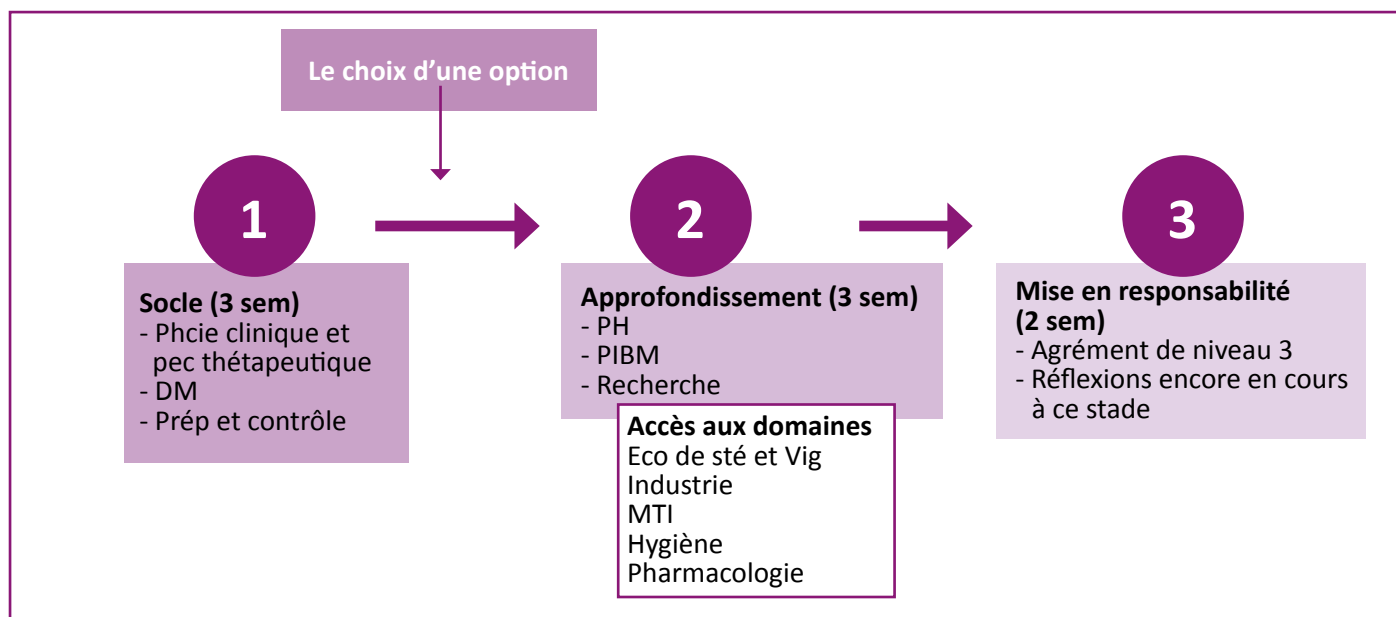 Le choix d’une option
1
Socle (3 sem)
- Phcie clinique et
pec thétapeutique
- DM
- Prép et contrôle
2
Approfondissement (3 sem)
- PH
- PIBM
- Recherche
Accès aux domaines
Eco de sté et Vig
Industrie
MTI
Hygiène
Pharmacologie
3
Mise en responsabilité
(2 sem)
- Agrément de niveau 3
- Réflexions encore en cours
à ce stade